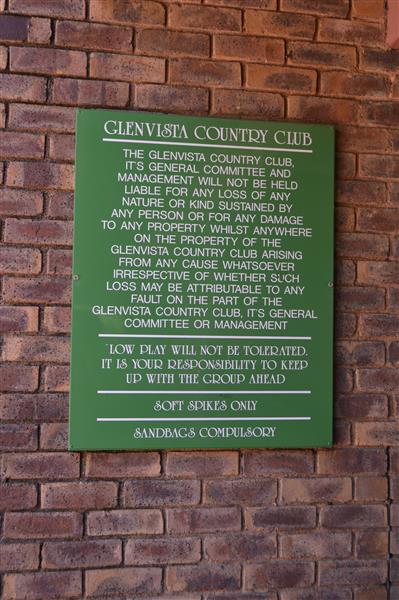 GLENVISTA COUNTRY CLUB
THE GLENVISTA COUNTRY CLUB,
IT'S GENERAL COMMITTEE AND
MANAGEMENT WILL NOT BE HELD
LIABLE FOR ANY LOSS OF ANY
NATURE OR KIND SUSTAINED BY
ANY PERSON OR FOR ANY DAMAGE
TO ANY PROPERTY WHILST ANYWHERE
ON THE PROPERTY OF THE
GLENVISTA COUNTRY CLUB ARISING
FROM ANY CAUSE WHATSOEVER
IRRESPECTIVE OF WHETHER SUCH
LOSS MAY BE ATTRIBUTABLE TO ANY
FAULT ON THE PART OF THE
GLENVISTA COUNTRY CLUB, IT'S GENERAL
COMMITTEE OR MANAGEMENT
LOW PLAY WILL NOT BE TOLERATED.
IT IS YOUR RESPONSIBILITY TO KEEP
UP WITH THE GROUP AHEAD
SOFT SPIKES ONLY
SANDBAGS COMPULSORY